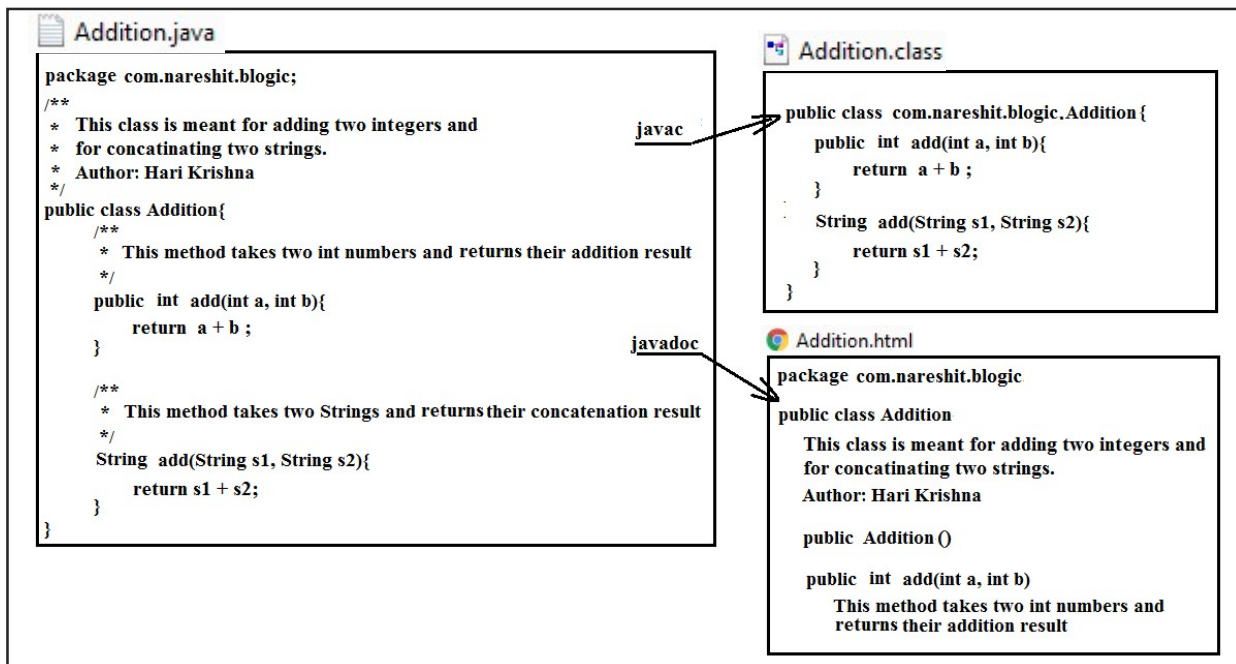 Addition.java
package com.nareshit.blogic;
/**
* This class is meant for adding two integers and
* for concatinating two strings.
* Author: Hari Krishna
*/
public class Addition{
/**
* This method takes two int numbers and returns their addition result
*/
public int add(int a, int b){
return a + b ;
}
/**
* This method takes two Strings and returns their concatenation result
*/
String add(String s1, String s2){
return s1 + s2;
}
}
javac
javadoc
Addition.class
public class com.nareshit.blogic.Addition{
public int add(int a, int b){
return a + b ;
}
String add(String s1, String s2){
return s1 + s2;
}
}
Addition.html
package com.nareshit.blogic
public class Addition
This class is meant for adding two integers and
for concatinating two strings.
Author: Hari Krishna
public Addition ()
public int add(int a, int b)
This method takes two int numbers and
returns their addition result